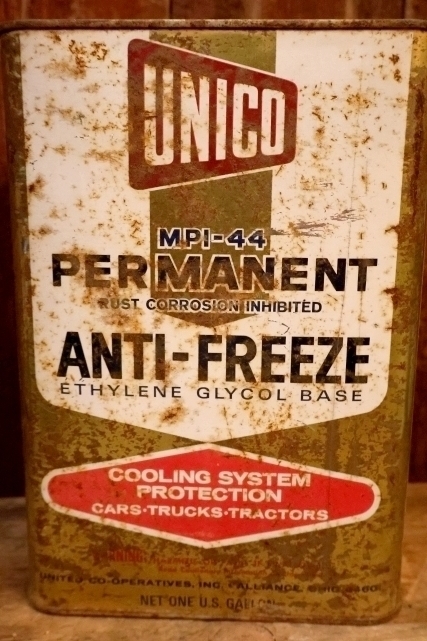 UNICO
MPI-44
PERMANENT
RUST CORROSION INHIBITED
ANTI-FREEZE
ETHYLENE GLYCOL BASE
COOLING SYSTEM
PROTECTION
CARS·TRUCKS·TRACTORS
UNITED CO-OPERATIVES, INC. · ALLIANCE, OHIO
NET ONE U.S. GALLON